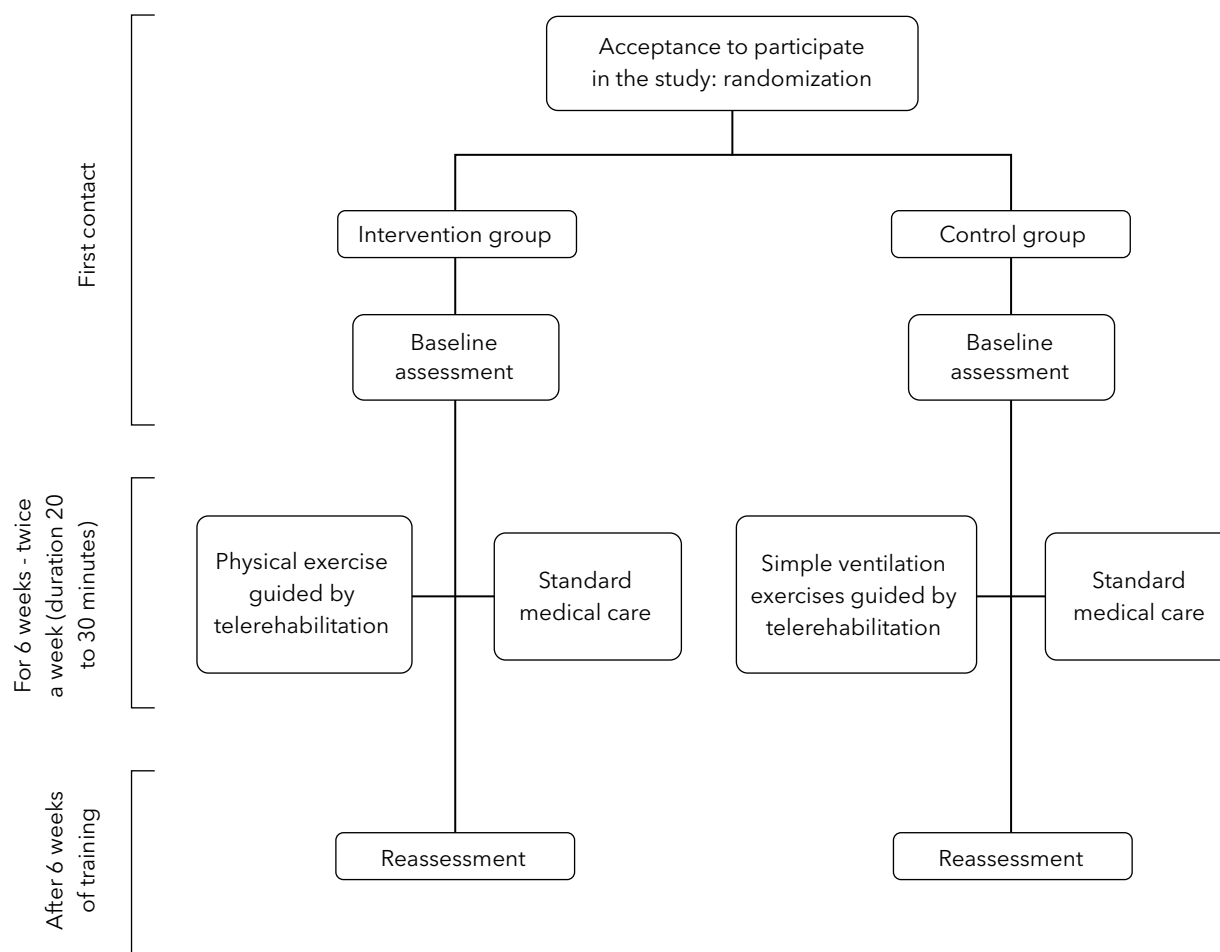 Acceptance to participate
in the study: randomization
First contact
Intervention group
Control group
Baseline
assessment
Baseline
assessment
For 6 weeks - twice
a week (duration 20
to 30 minutes)
Physical exercise
guided by
telerehabilitation
Standard
medical care
Simple ventilation
exercises guided by
telerehabilitation
Standard
medical care
After 6 weeks
of training
Reassessment
Reassessment